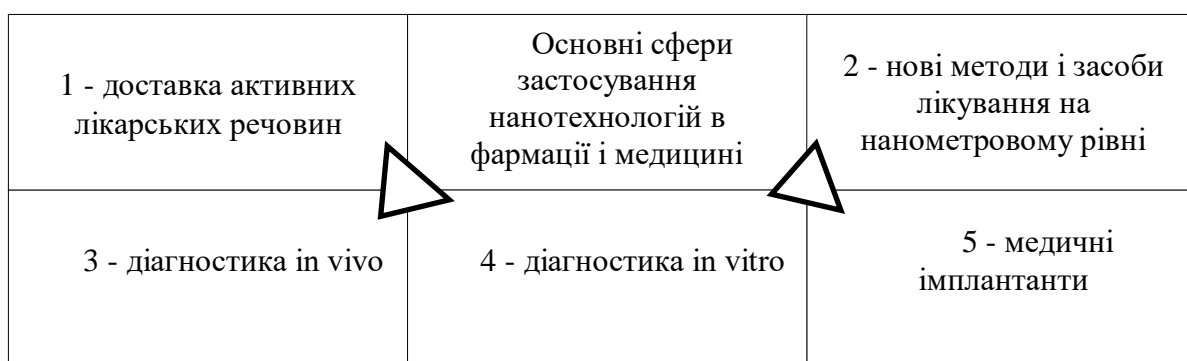 1 - доставка активних
лікарських речовин
Основні сфери
застосування
нанотехнологій в
фармації і медицині
2 - нові методи і засоби
лікування на
нанометровому рівні
3 - діагностика in vivo
4 - діагностика in vitro
5 - медичні
імплантанти